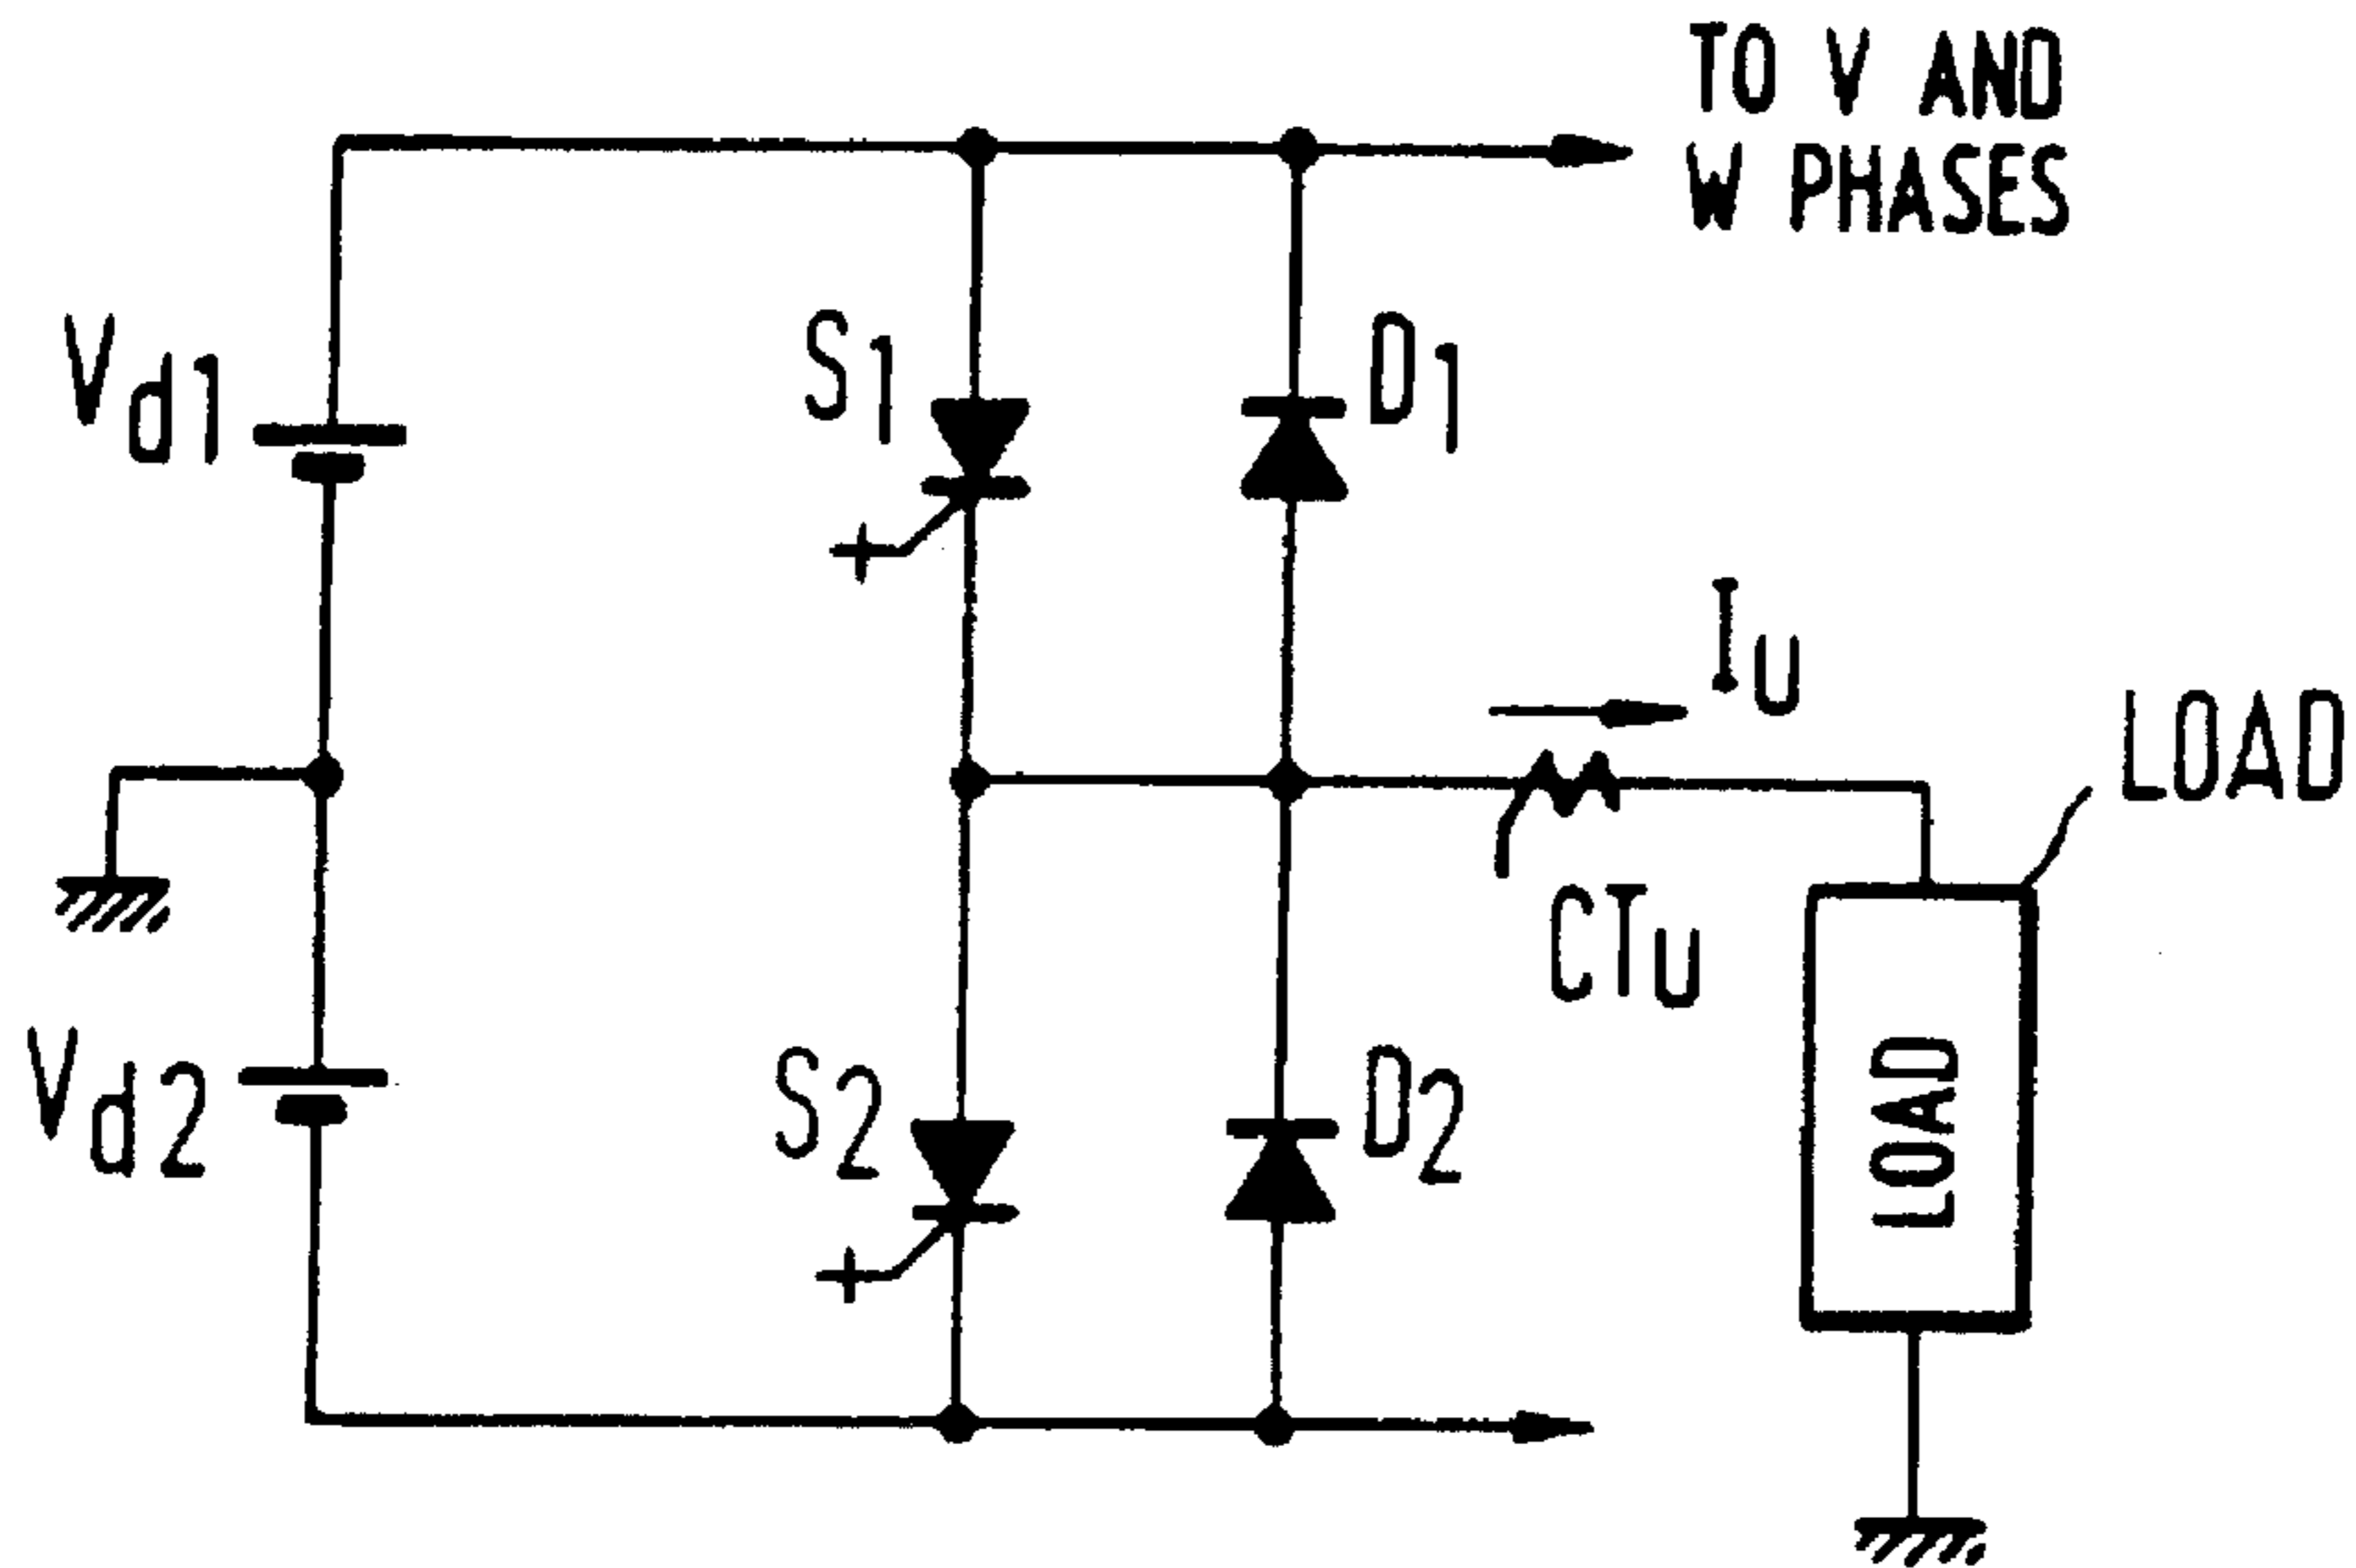 TO V AND
W PHASES
Vd1
S1
D1
IU
LOAD
CTU
Vd2
S2
D2
LOAD